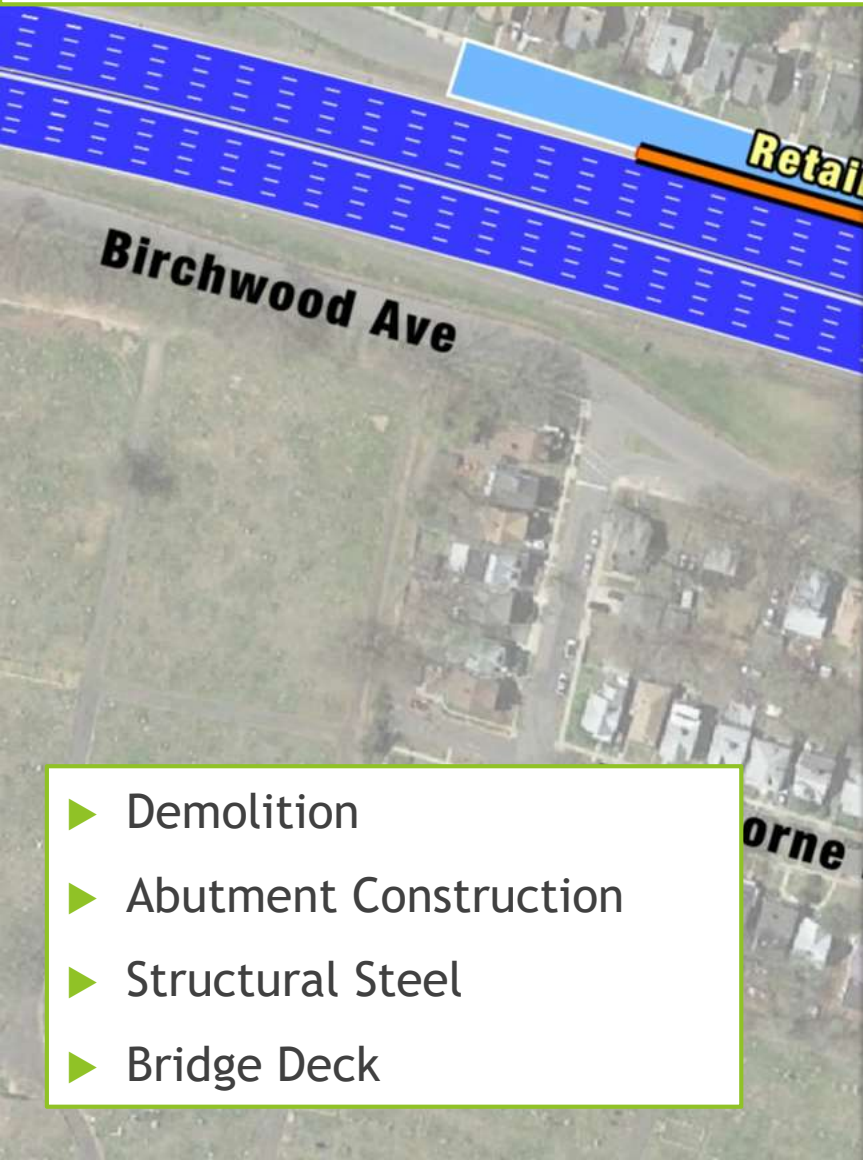 Retai
Birchwood Ave
orne
Demolition
Abutment Construction
Structural Steel
Bridge Deck